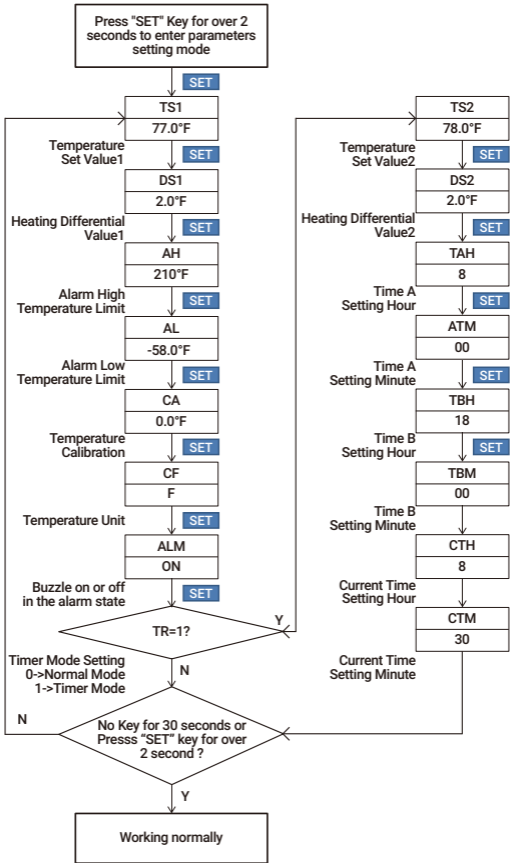 Press "SET" Key for over 2
seconds to enter parameters
setting mode
SET
TS1
77.0°F
Temperature
Set Value1
SET
DS1
2.0°F
Heating Differential
Value1
SET
AH
210°F
Alarm High
Temperature Limit
SET
AL
-58.0°F
Alarm Low
Temperature Limit
SET
CA
0.0°F
Temperature
Calibration
SET
CF
F
Temperature Unit
SET
ALM
ON
Buzzle on or off
in the alarm state
SET
TR=1?
Y
Timer Mode Setting
0->Normal Mode
1->Timer Mode
N
N
No Key for 30 seconds or
Presss “SET” key for over
2 second ?
Y
Working normally
TS2
78.0°F
Temperature
Set Value2
SET
DS2
2.0°F
Heating Differential
Value2
SET
TAH
8
Time A
Setting Hour
SET
ATM
00
Time A
Setting Minute
SET
TBH
18
Time B
Setting Hour
SET
TBM
00
Time B
Setting Minute
CTH
8
Current Time
Setting Hour
CTM
30
Current Time
Setting Minute